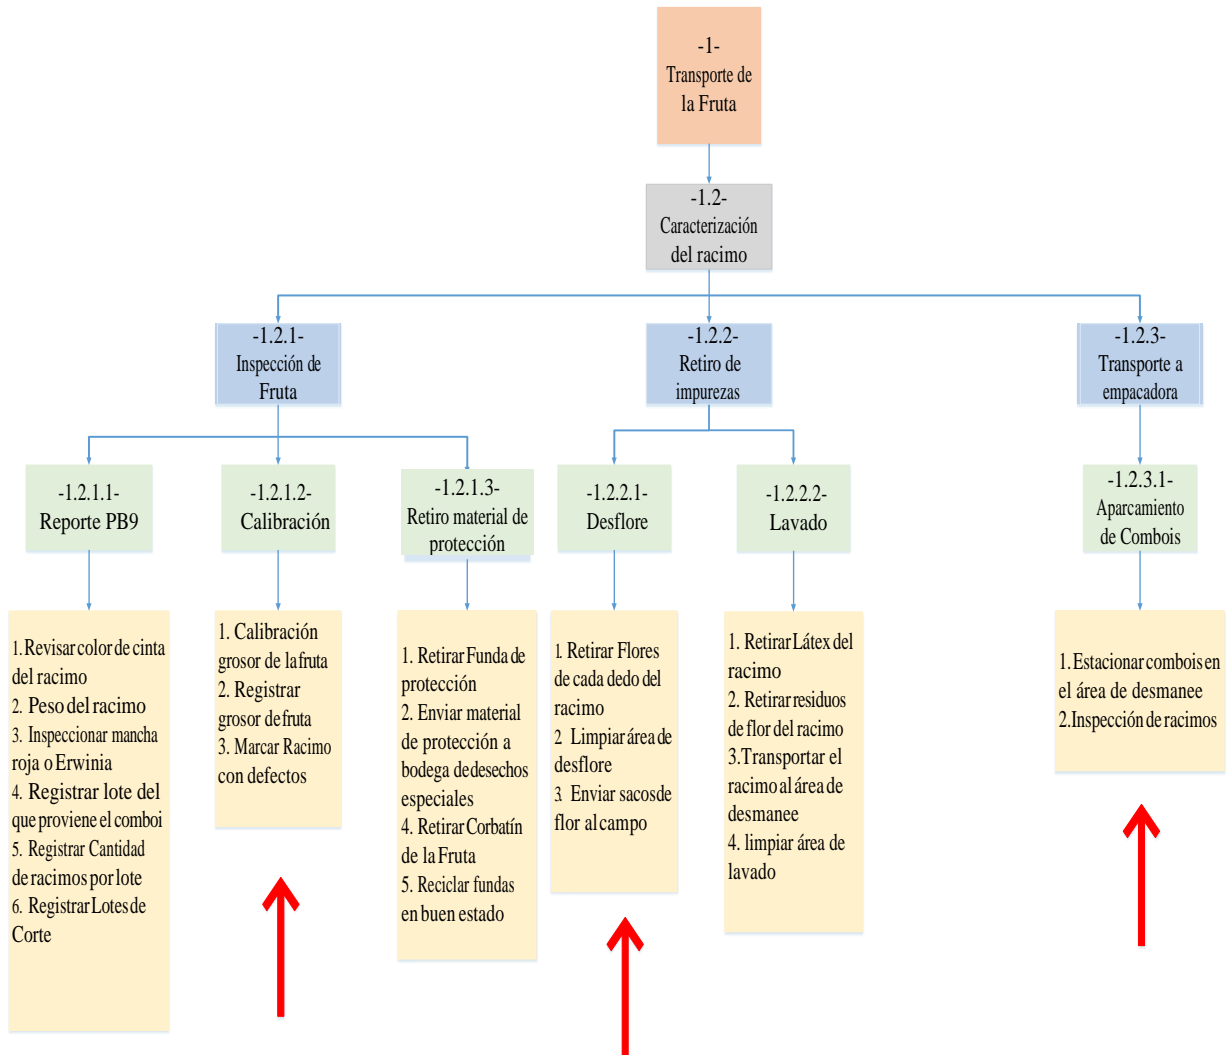 -1-
Transporte de
la Fruta
-1.2-
Caracterización
del racimo
-1.2.1-
Inspección de
Fruta
-1.2.2-
Retiro de
impurezas
-1.2.3-
Transporte a
empacadora
-1.2.1.1-
Reporte PB9
-1.2.1.2-
Calibración
-1.2.1.3-
Retiro material de
protección
-1.2.2.1-
Desflore
-1.2.2.2-
Lavado
-1.2.3.1-
Aparcamiento
de Combois
1. Revisar color de cinta
del racimo
2. Peso del racimo
3. Inspeccionar mancha
roja o Erwinia
4. Registrar lote del
que proviene el comboi
5. Registrar Cantidad
de racimos por lote
6. Registrar Lotes de
Corte
1. Calibración
grosor de la fruta
2. Registrar
grosor de fruta
3. Marcar Racimo
con defectos
1. Retirar Funda de
protección
2. Enviar material
de protección a
bodega de desechos
especiales
4. Retirar Corbatín
de la Fruta
5. Reciclar fundas
en buen estado
1. Retirar Flores
de cada dedo del
racimo
2 Limpiar área de
desflore
3. Enviar sacos de
flor al campo
1. Retirar Látex del
racimo
2. Retirar residuos
de flor del racimo
3.Transportar el
racimo al área de
desmanee
4. limpiar área de
lavado
1. Estacionar combois en
el área de desmanee
2.Inspección de racimos